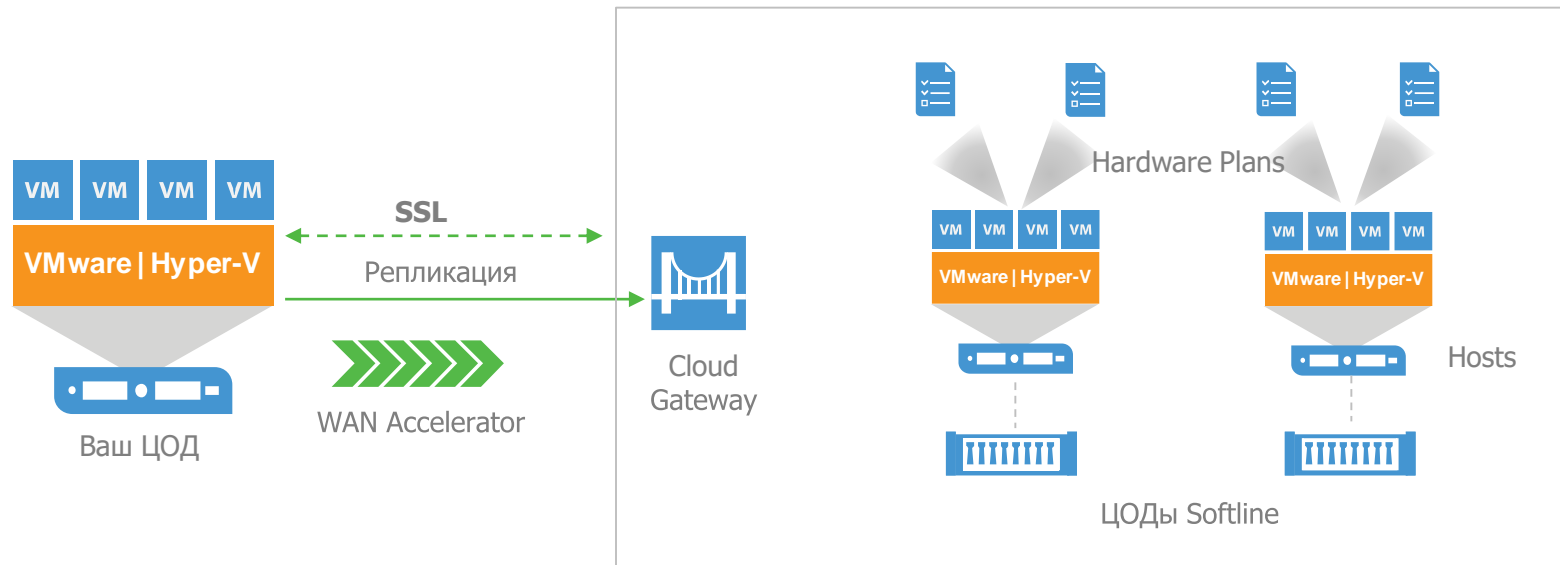 VM VM VM VM
VMware | Hyper-V
Ваш ЦОД
SSL
Репликация
WAN Accelerator
Cloud
Gateway
Hardware Plans
VM VM VM VM
VMware | Hyper-V
VM VM VM VM
VMware | Hyper-V
Hosts
ЦОДы Softline